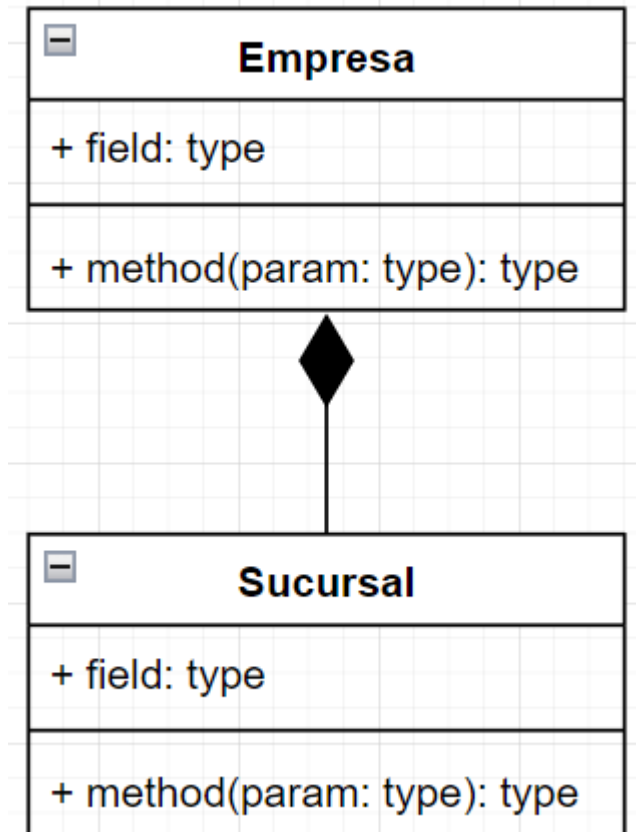 Empresa
+ field: type
+ method(param: type): type
Sucursal
+ field: type
+ method(param: type): type